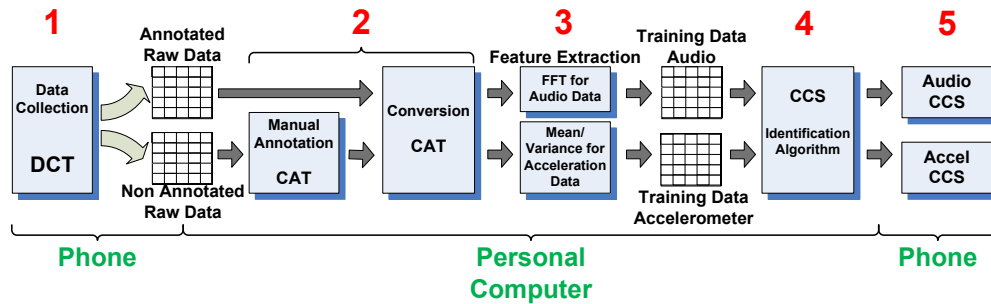 1
2
3
4
5
Annotated
Raw Data
Feature Extraction
Training Data
Audio
Data
Collection
DCT
Non Annotated
Raw Data
Manual
Annotation
CAT
Conversion
CAT
FFT for
Audio Data
Mean/
Variance for
Acceleration
Data
Training Data
Accelerometer
CCS
Identification
Algorithm
Audio
CCS
Accel
CCS
Phone
Personal
Computer
Phone